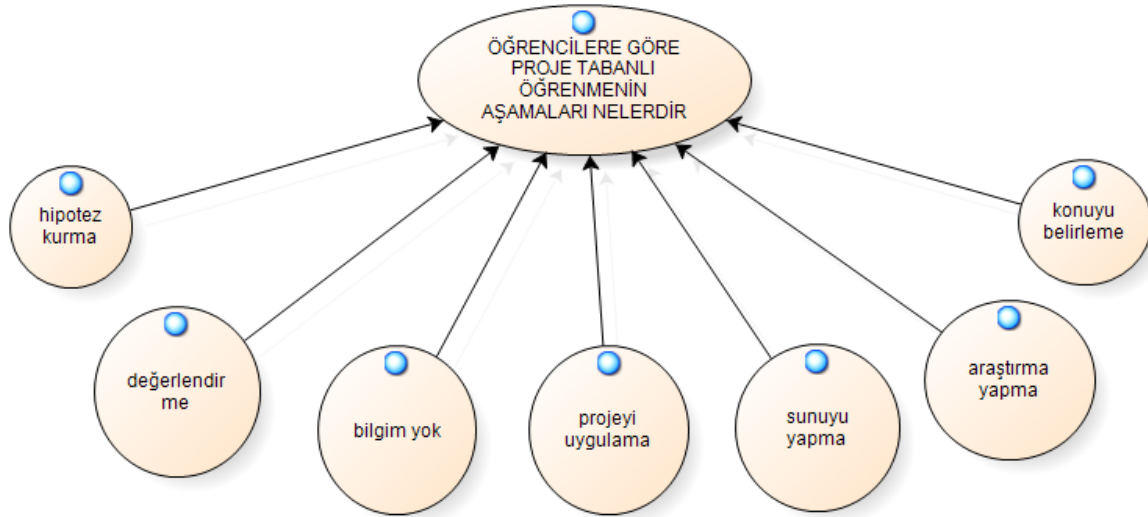 ÖĞRENCİLERE GÖRE
PROJE TABANLI
ÖĞRENMENİN
AŞAMALARI NELERDİR
hipotez
kurma
değerlendir
me
bilgim yok
projeyi
uygulama
sunuyu
yapma
araştırma
yapma
konuyu
belirleme